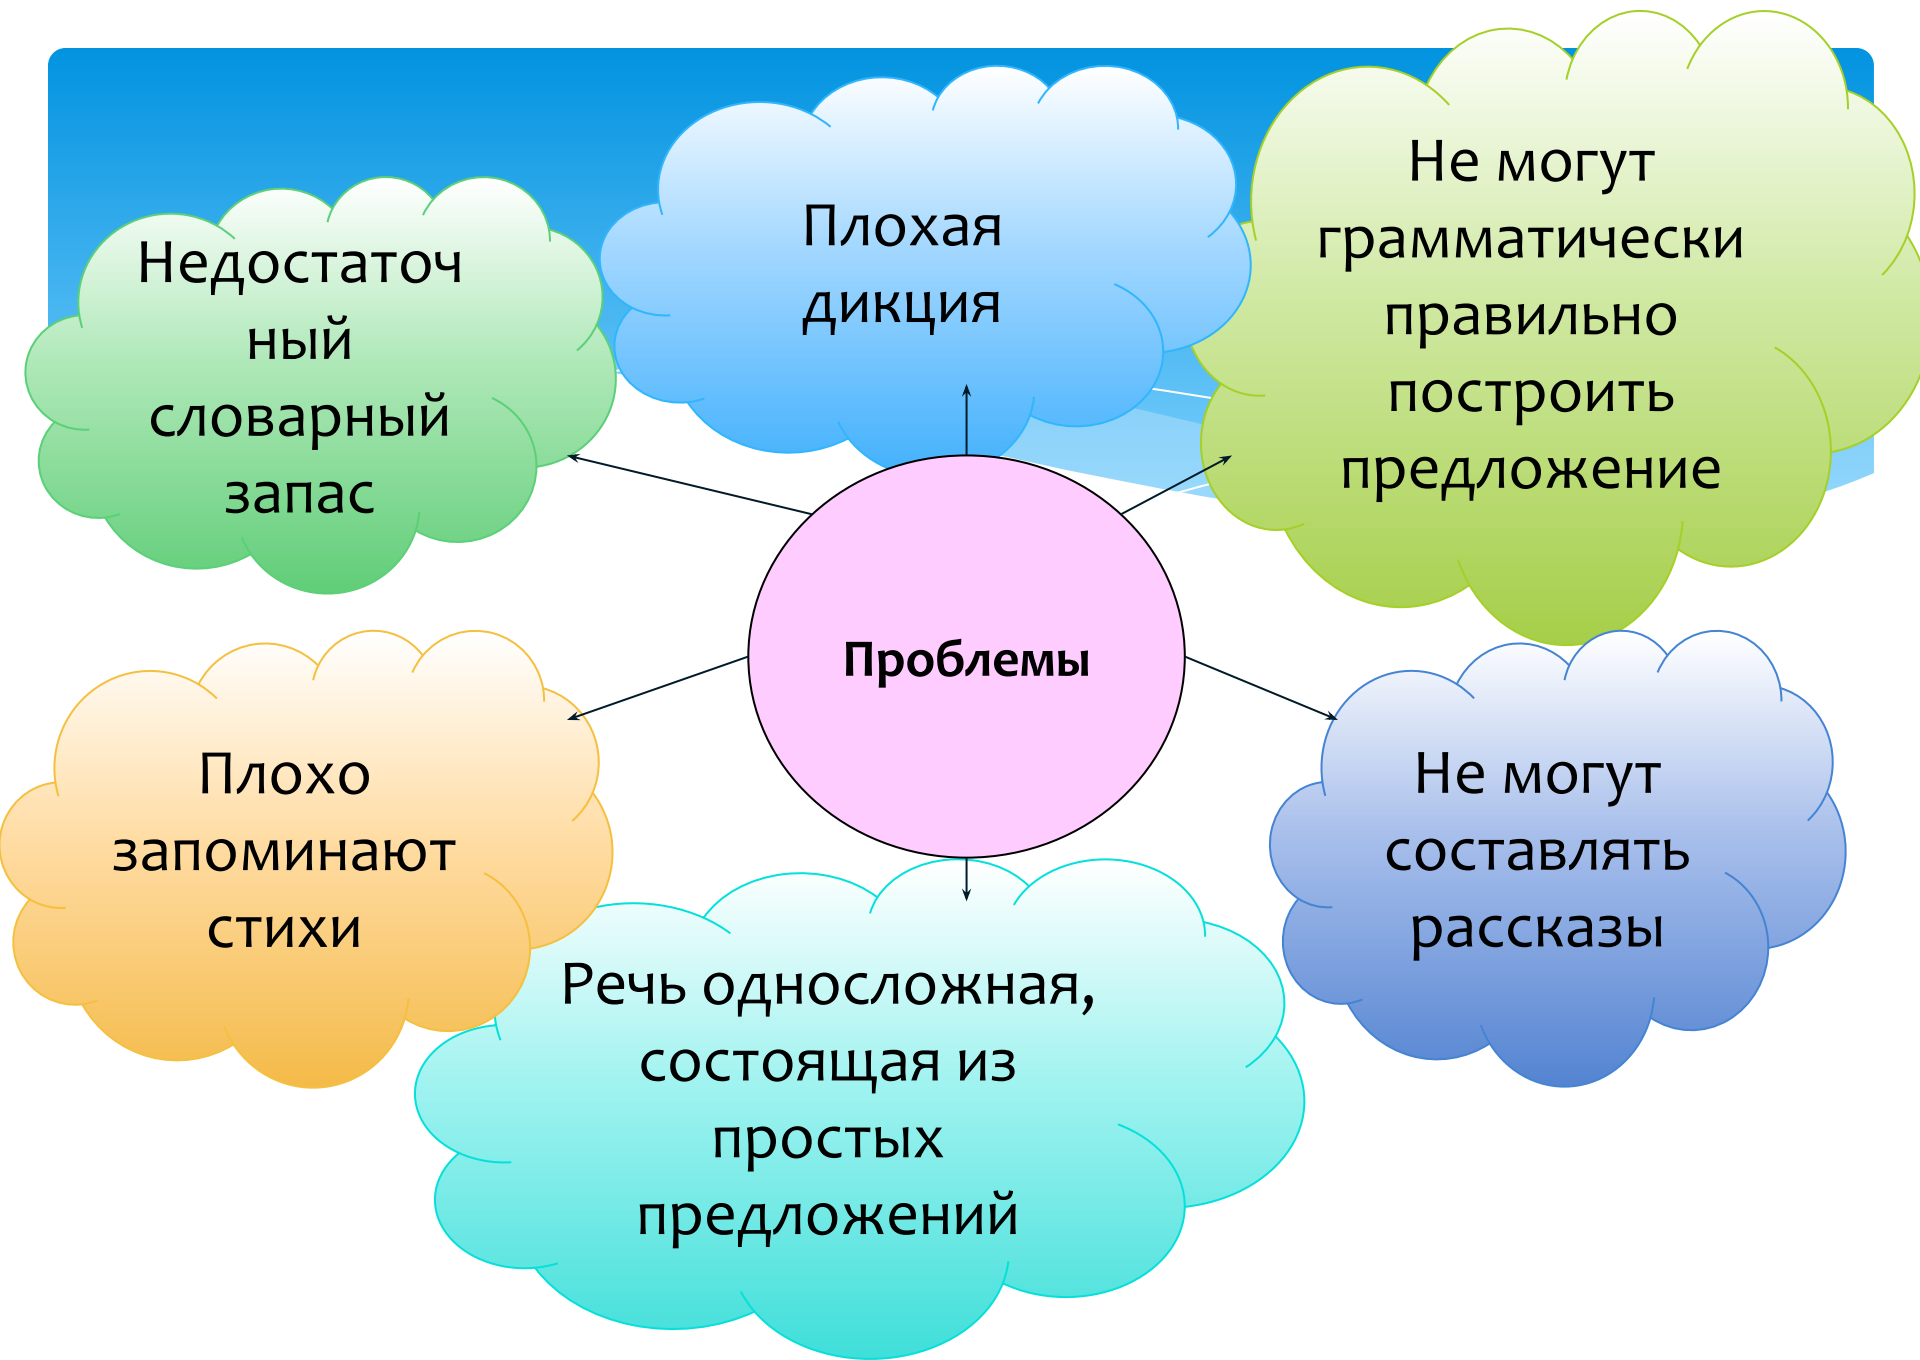 Недостаточ
ный
словарный
запас
Плохая
дикция
Не могут
грамматически
правильно
построить
предложение
Проблемы
Плохо
запоминают
стихи
Речь односложная,
состоящая из
простых
предложений
Не могут
составлять
рассказы